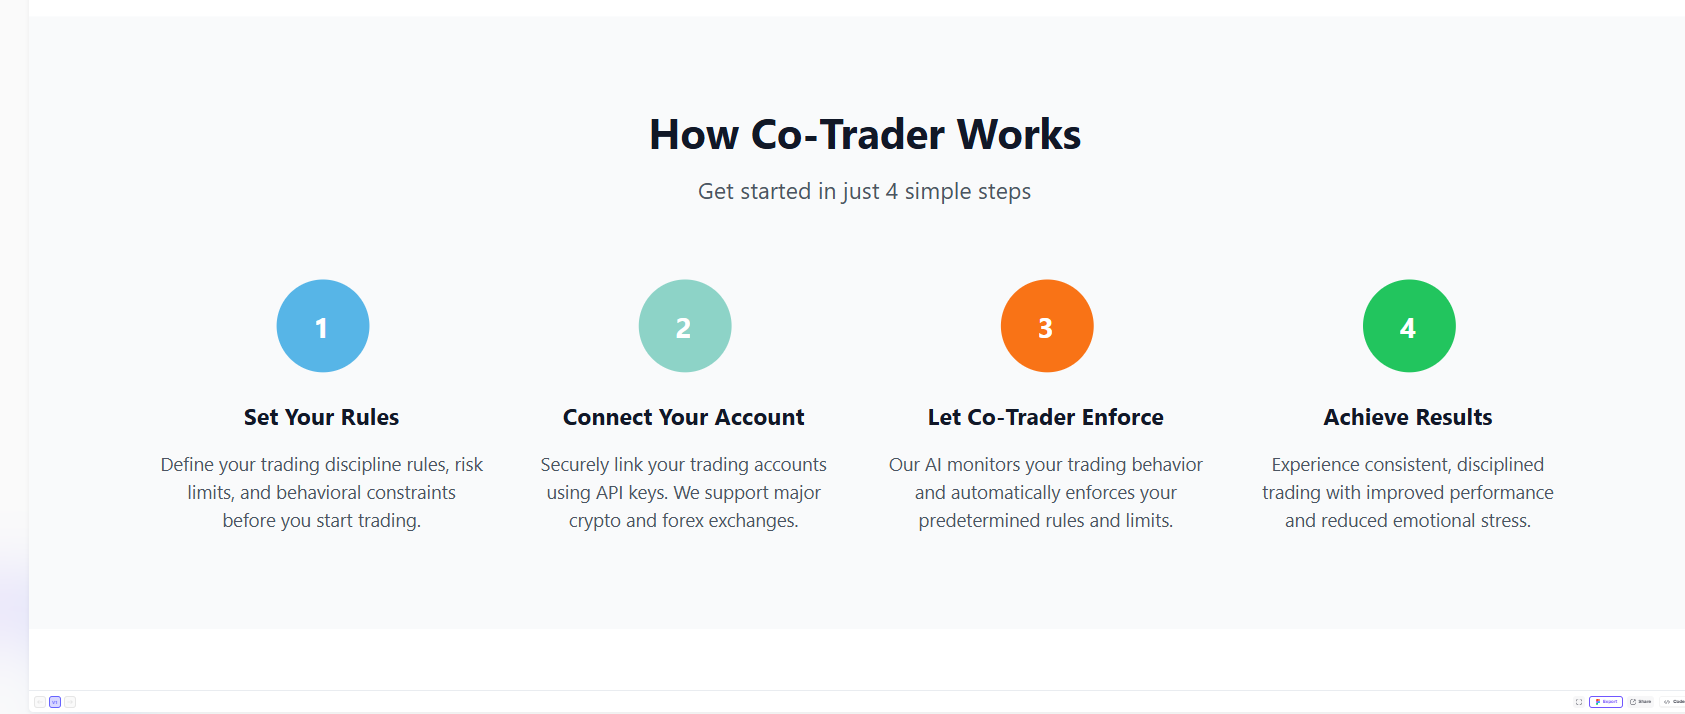 How Co-Trader Works
Get started in just 4 simple steps
1
2
3
4
Set Your Rules
Define your trading discipline rules, risk
limits, and behavioral constraints
before you start trading.
Connect Your Account
Securely link your trading accounts
using API keys. We support major
crypto and forex exchanges.
Let Co-Trader Enforce
Our AI monitors your trading behavior
and automatically enforces your
predetermined rules and limits.
Achieve Results
Experience consistent, disciplined
trading with improved performance
and reduced emotional stress.
Export
Share
Code